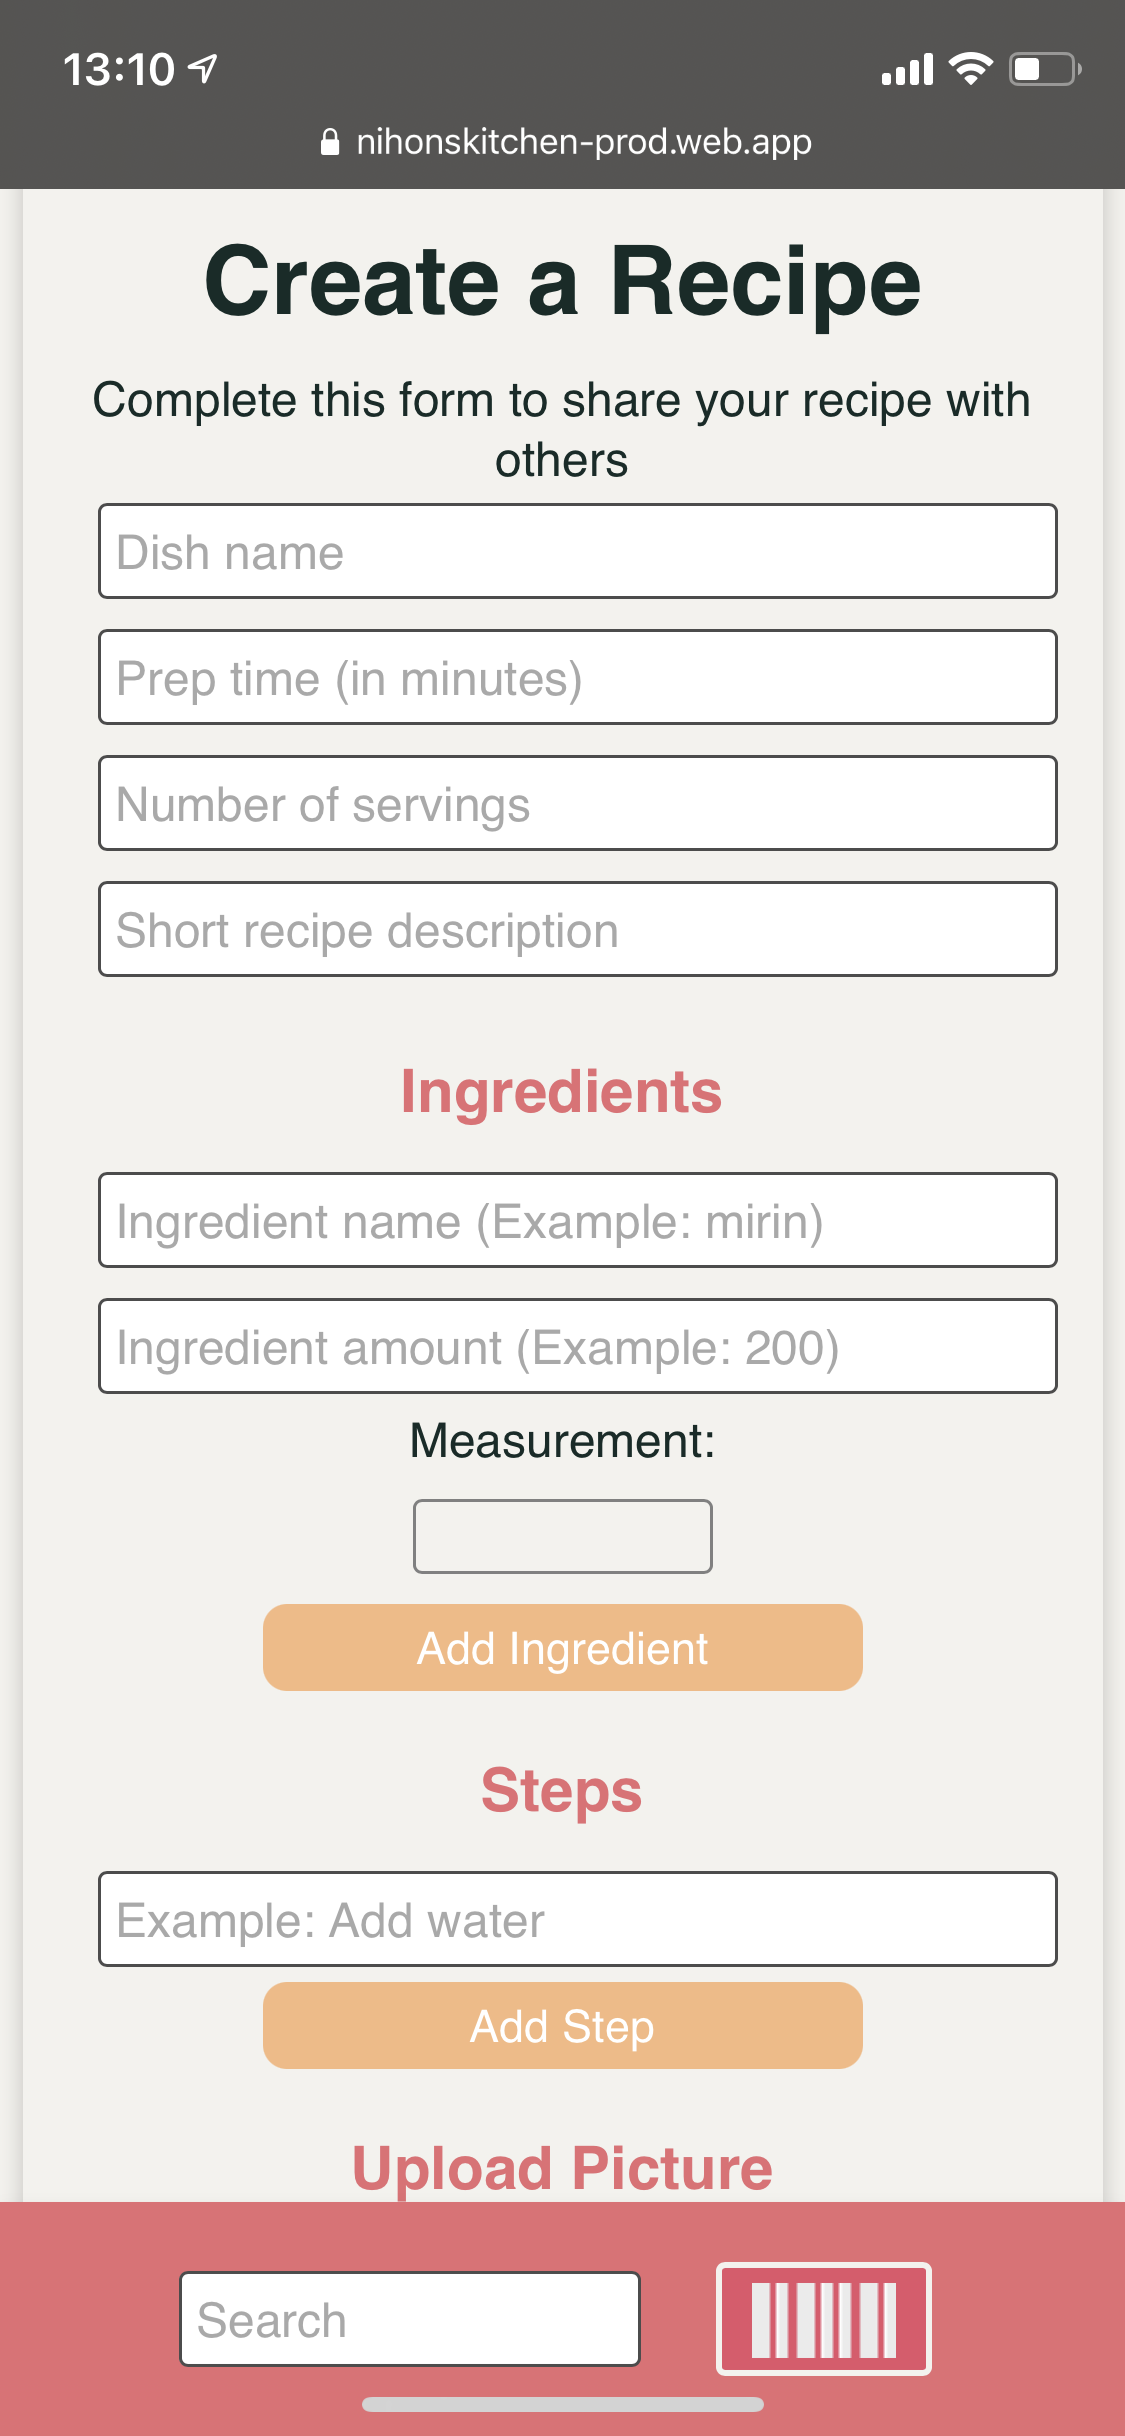 13:10
nihonskitchen-prod.web.app
Create a Recipe
Complete this form to share your recipe with
others
Dish name
Prep time (in minutes)
Number of servings
Short recipe description
Ingredients
Ingredient name (Example: mirin)
Ingredient amount (Example: 200)
Measurement:
Add Ingredient
Steps
Example: Add water
Add Step
Upload Picture
Search